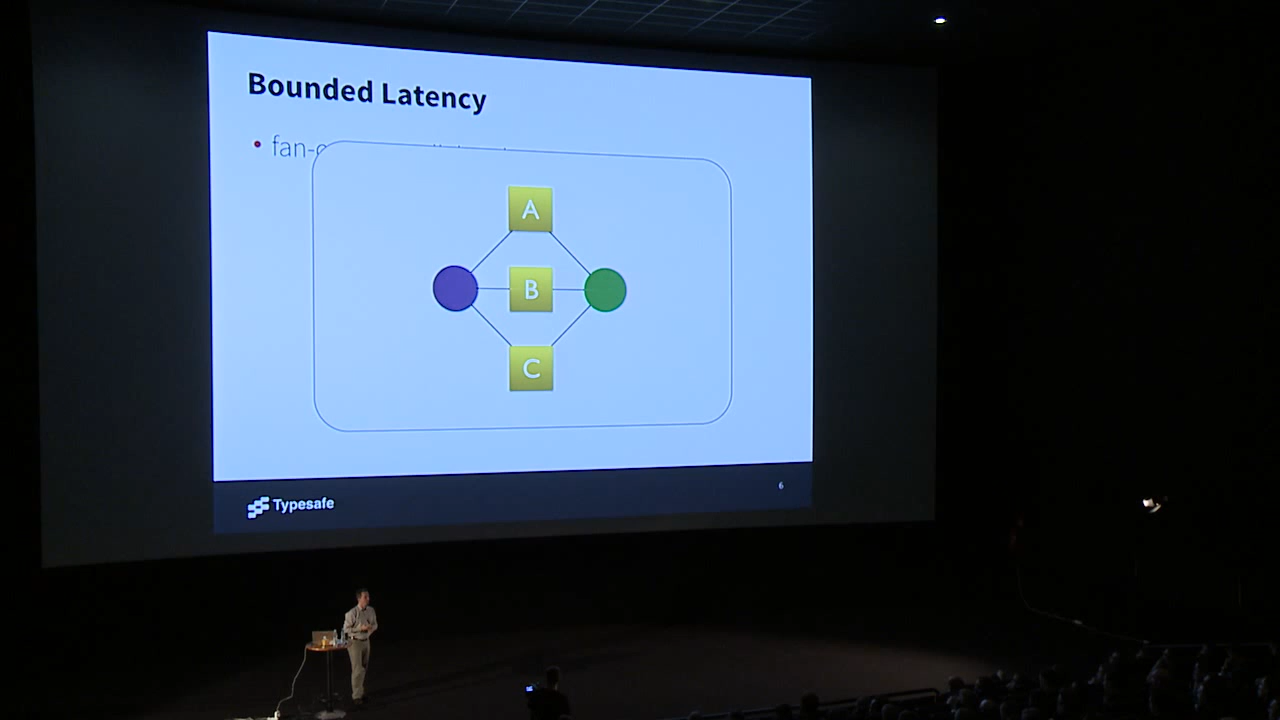 Bounded Latency
• fan-
A
B
C
Typesafe
6